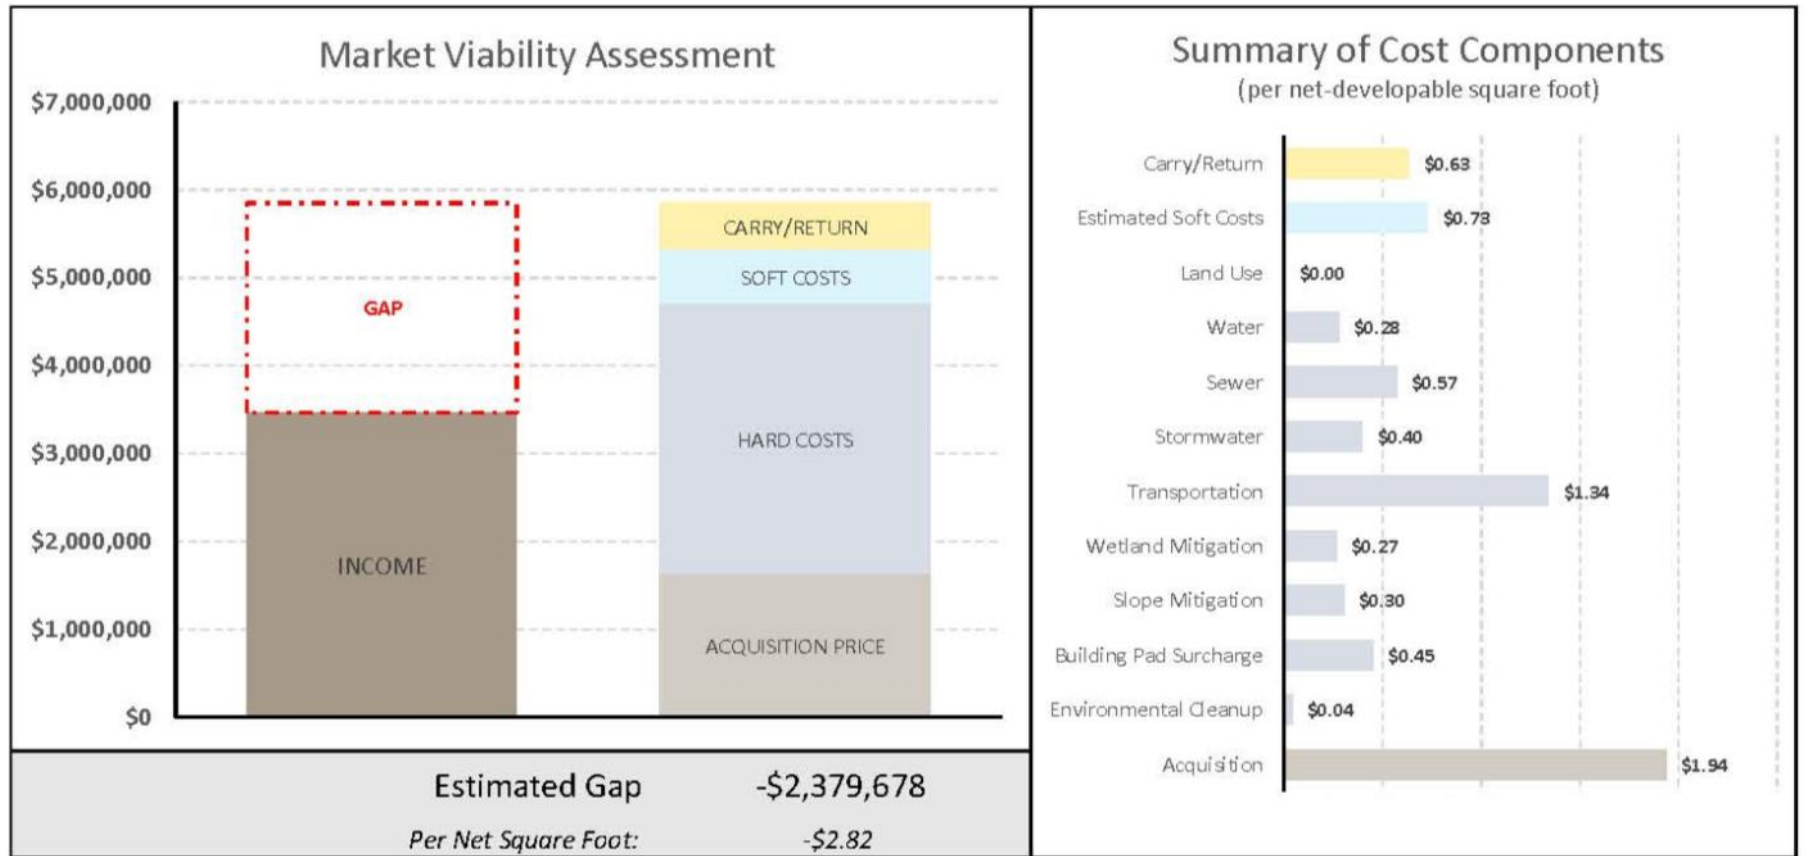 Market Viability Assessment
$7,000,000
$6,000,000
$5,000,000
$4,000,000
$3,000,000
$2,000,000
$1,000,000
$0
GAP
INCOME
CARRY/RETURN
SOFT COSTS
HARD COSTS
ACQUISITION PRICE
Estimated Gap -$2,379,678
Per Net Square Foot: -$2.82
Summary of Cost Components
(per net-developable square foot)
Carry/Return $0.63
Estimated Soft Costs $0.73
Land Use $0.00
Water $0.28
Sewer $0.57
Stormwater $0.40
Transportation $1.34
Wetland Mitigation $0.27
Slope Mitigation $0.30
Building Pad Surcharge $0.45
Environmental Cleanup $0.04
Acquisition $1.94